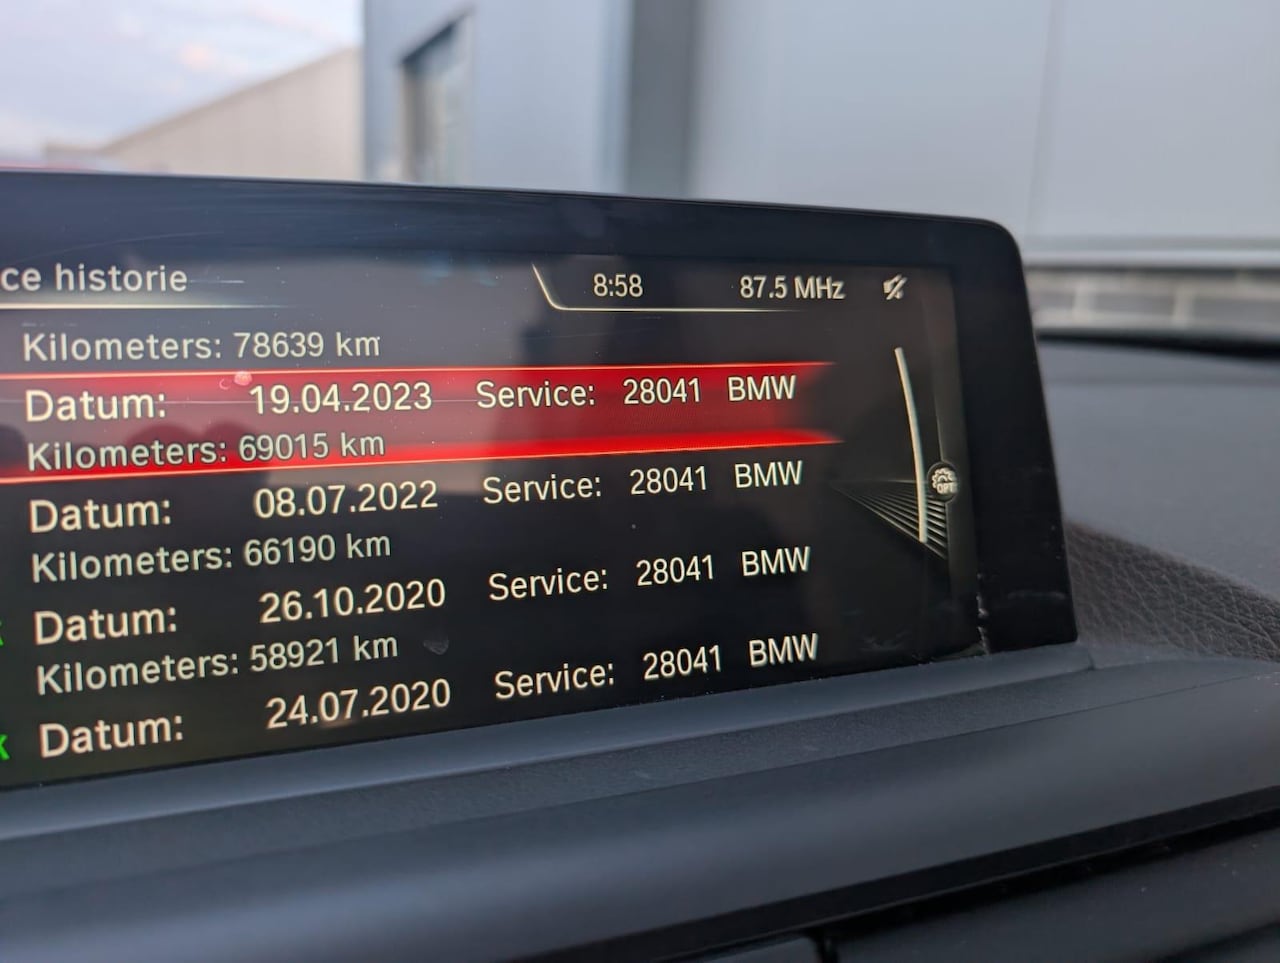 ce historie
8:58 87.5 MHz
Kilometers: 78639 km
Datum: 19.04.2023 Service: 28041 BMW
Kilometers: 69015 km
Datum: 08.07.2022 Service: 28041 BMW
Kilometers: 66190 km
Datum: 26.10.2020 Service: 28041 BMW
Kilometers: 58921 km
Datum: 24.07.2020 Service: 28041 BMW
OPT